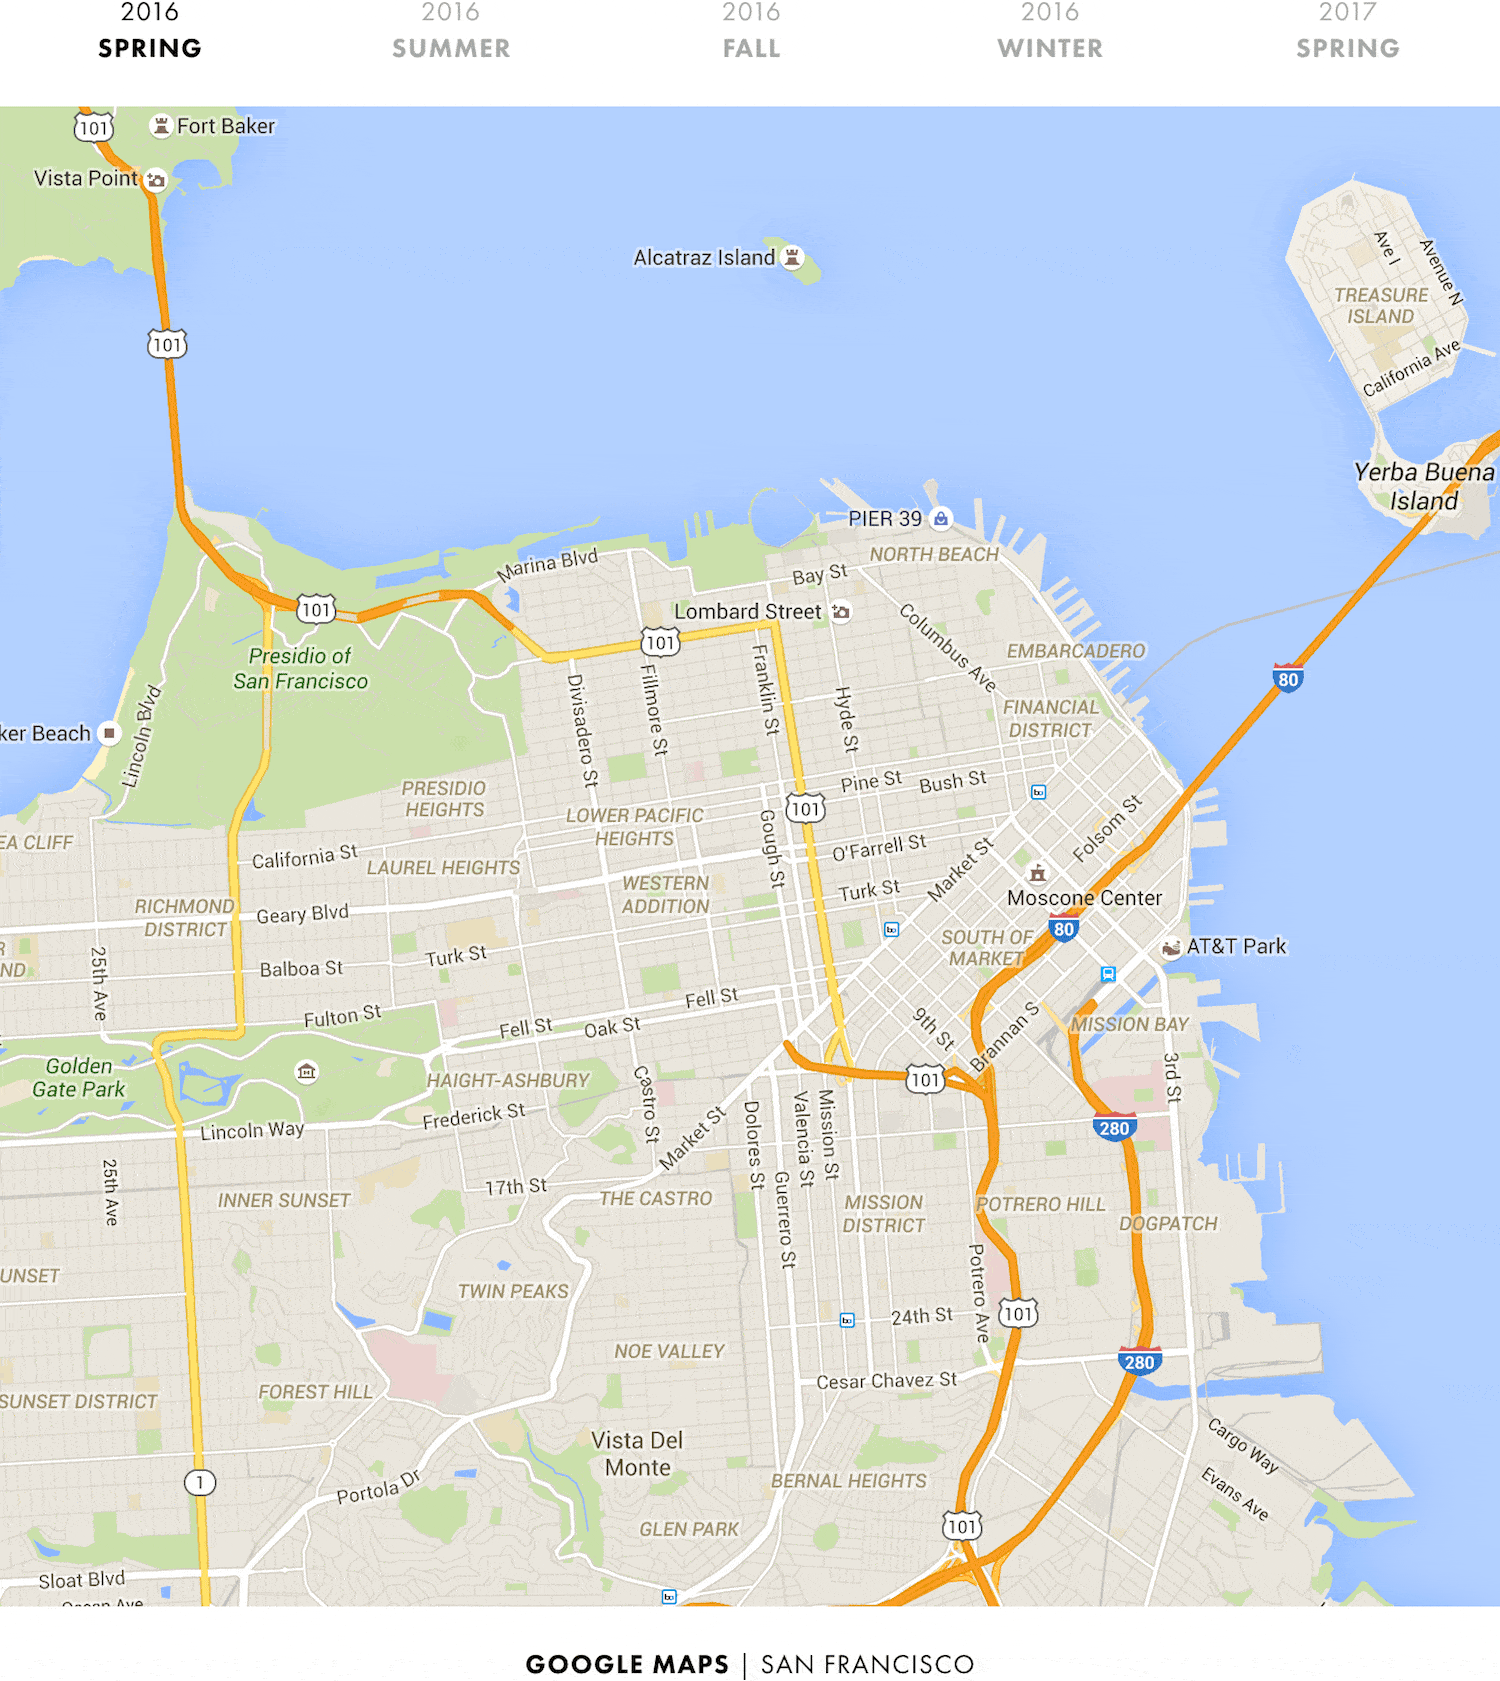 2016
SPRING
2016
SUMMER
2016
FALL
2016
WINTER
2017
SPRING
101
Fort Baker
Vista Point
Alcatraz Island
Ave I
Avenue N
TREASURE
ISLAND
California Ave
101
Yerba Buena
Island
PIER 39
NORTH BEACH
Marina Blvd
Bay St
101
Lombard Street
101
Columbus Ave
EMBARCADERO
Presidio of
San Francisco
80
Franklin St
Fillmore St
Divisadero St
Hyde St
Lincoln Blvd
FINANCIAL
DISTRICT
ker Beach
PRESIDIO
HEIGHTS
Pine St
Bush St
LOWER PACIFIC
HEIGHTS
101
Gough St
Folsom St
EA CLIFF
California St
LAUREL HEIGHTS
O'Farrell St
Market St
WESTERN
ADDITION
Turk St
Moscone Center
RICHMOND
DISTRICT
Geary Blvd
80
SOUTH OF
MARKET
AT&T Park
R
ND
25th Ave
Balboa St
Turk St
Fell St
Fulton St
Fell St
Oak St
9th St
Brannan S
MISSION BAY
Golden
Gate Park
HAIGHT-ASHBURY
101
3rd St
Castro St
Frederick St
Lincoln Way
Market St
Dolores St
Valencia St
Mission St
280
25th Ave
17th St
INNER SUNSET
THE CASTRO
Guerrero St
MISSION
DISTRICT
POTRERO HILL
DOGPATCH
UNSET
TWIN PEAKS
Potrero Ave
24th St
101
NOE VALLEY
280
SUNSET DISTRICT
FOREST HILL
Cesar Chavez St
Vista Del
Monte
Cargo Way
1
Portola Dr
BERNAL HEIGHTS
Evans Ave
GLEN PARK
101
Sloat Blvd
Ocean Ave
GOOGLE MAPS | SAN FRANCISCO